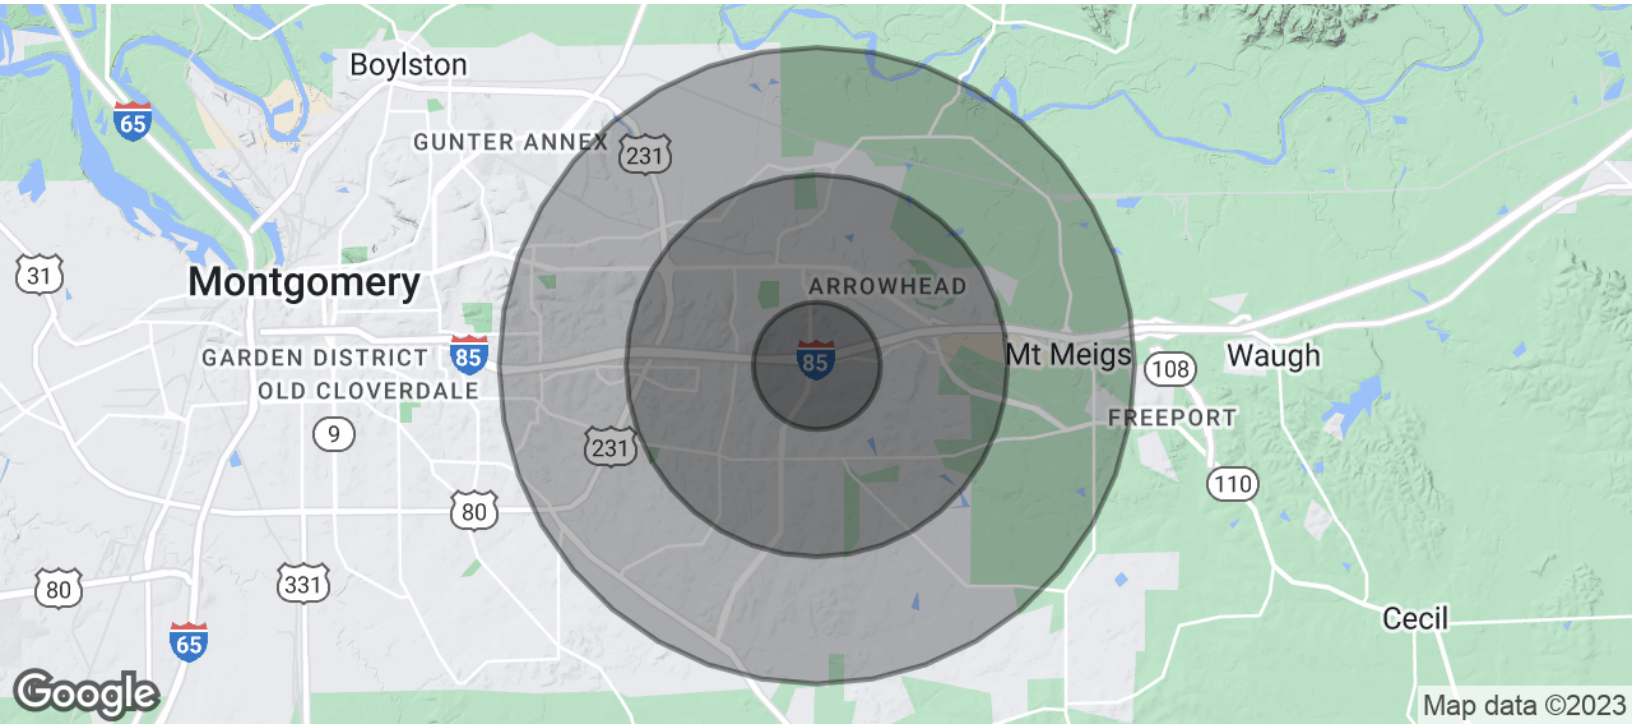 Boylston
65
GUNTER ANNEX
231
31
Montgomery
ARROWHEAD
GARDEN DISTRICT
85
85
Mt Meigs
108
Waugh
OLD CLOVERDALE
FREEPORT
9
231
110
80
80
331
Cecil
65
Google
Map data ©2023